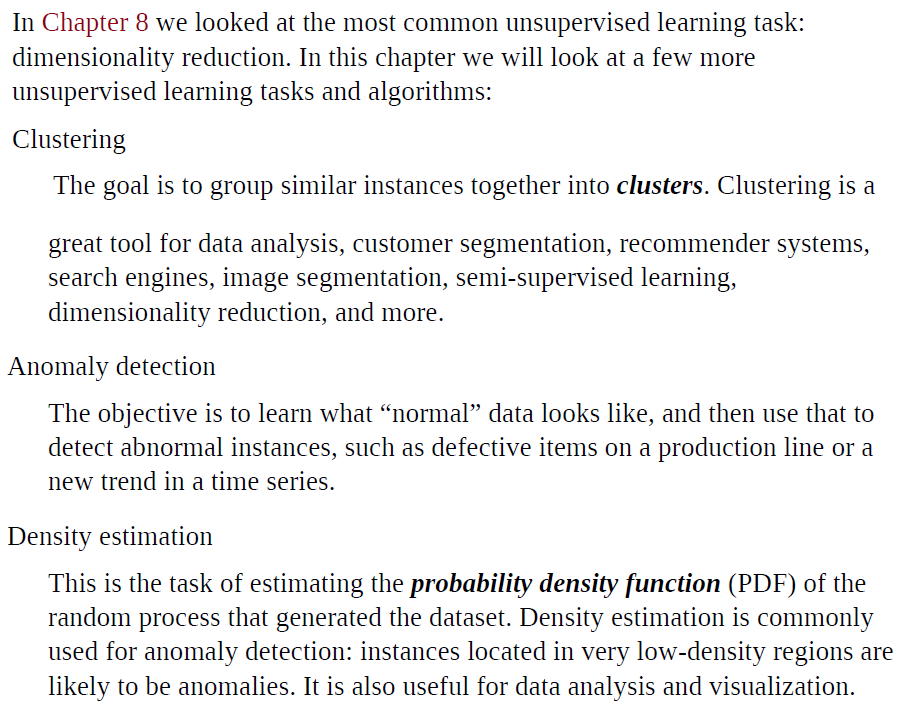 In Chapter 8 we looked at the most common unsupervised learning task:
dimensionality reduction. In this chapter we will look at a few more
unsupervised learning tasks and algorithms:
Clustering
The goal is to group similar instances together into clusters. Clustering is a
great tool for data analysis, customer segmentation, recommender systems,
search engines, image segmentation, semi-supervised learning,
dimensionality reduction, and more.
Anomaly detection
The objective is to learn what “normal” data looks like, and then use that to
detect abnormal instances, such as defective items on a production line or a
new trend in a time series.
Density estimation
This is the task of estimating the probability density function (PDF) of the
random process that generated the dataset. Density estimation is commonly
used for anomaly detection: instances located in very low-density regions are
likely to be anomalies. It is also useful for data analysis and visualization.